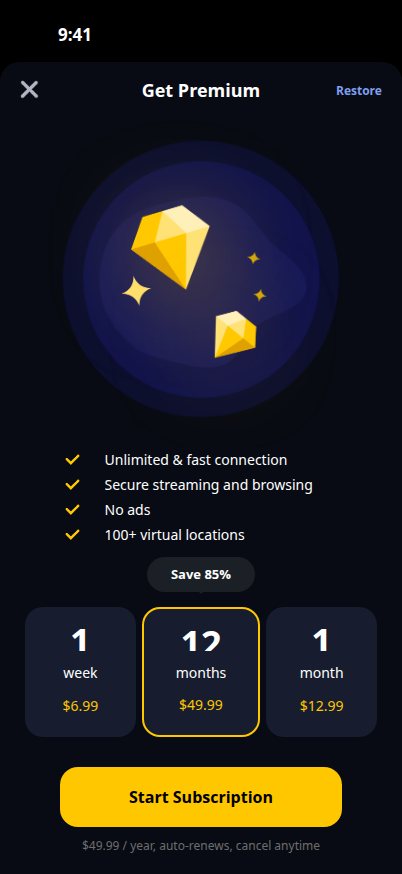 9:41
Get Premium
Restore
Unlimited & fast connection
Secure streaming and browsing
No ads
100+ virtual locations
Save 85%
1
week
$6.99
12
months
$49.99
1
month
$12.99
Start Subscription
$49.99 / year, auto-renews, cancel anytime